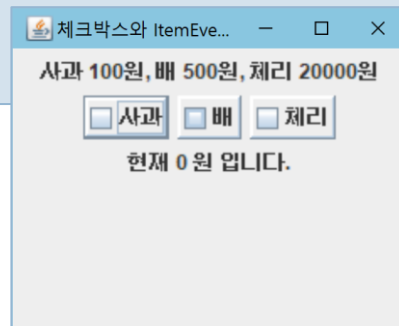 체크박스와 ItemEve...
사과 100원, 배 500원, 체리 20000원
사과 배 체리
현재 0 원 입니다.